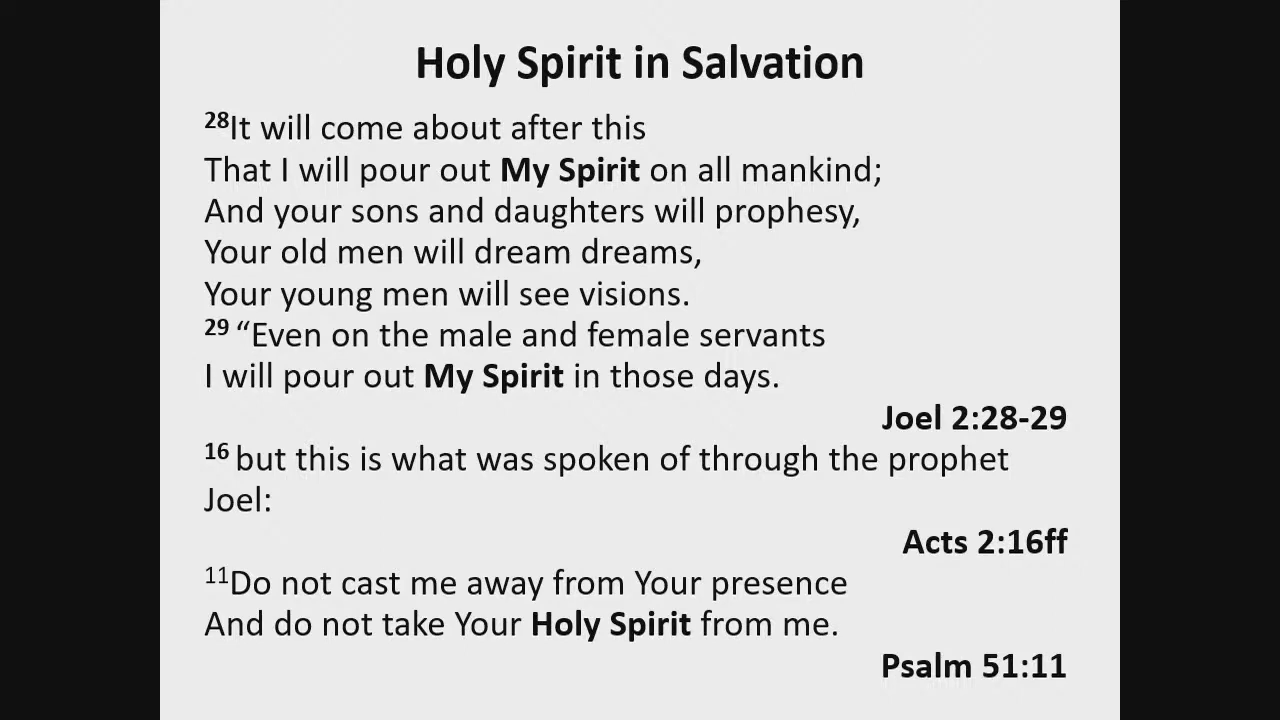 Holy Spirit in Salvation
28It will come about after this
That I will pour out My Spirit on all mankind;
And your sons and daughters will prophesy,
Your old men will dream dreams,
Your young men will see visions.
29 “Even on the male and female servants
I will pour out My Spirit in those days.
Joel 2:28-29
16 but this is what was spoken of through the prophet
Joel:
Acts 2:16ff
11Do not cast me away from Your presence
And do not take Your Holy Spirit from me.
Psalm 51:11